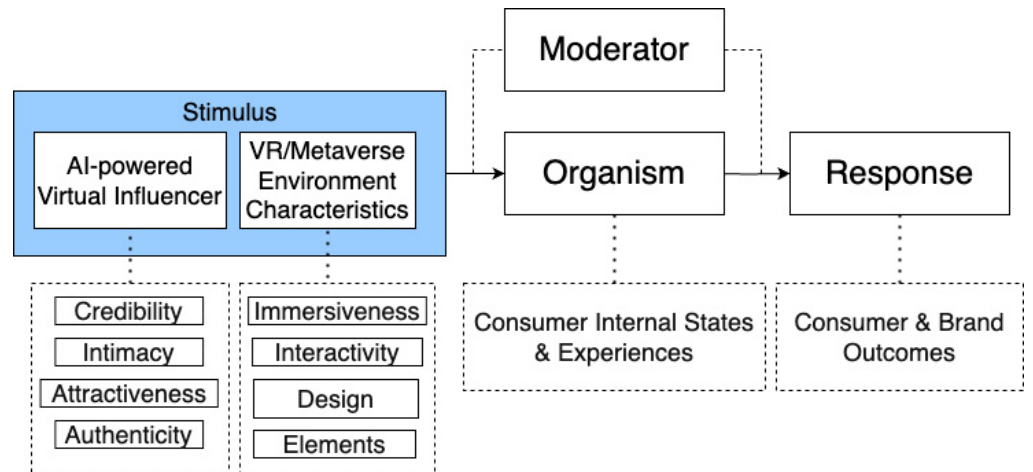 Moderator
Stimulus
AI-powered
Virtual Influencer
VR/Metaverse
Environment
Characteristics
Organism
Response
Credibility
Intimacy
Attractiveness
Authenticity
Immersiveness
Interactivity
Design
Elements
Consumer Internal States
& Experiences
Consumer & Brand
Outcomes